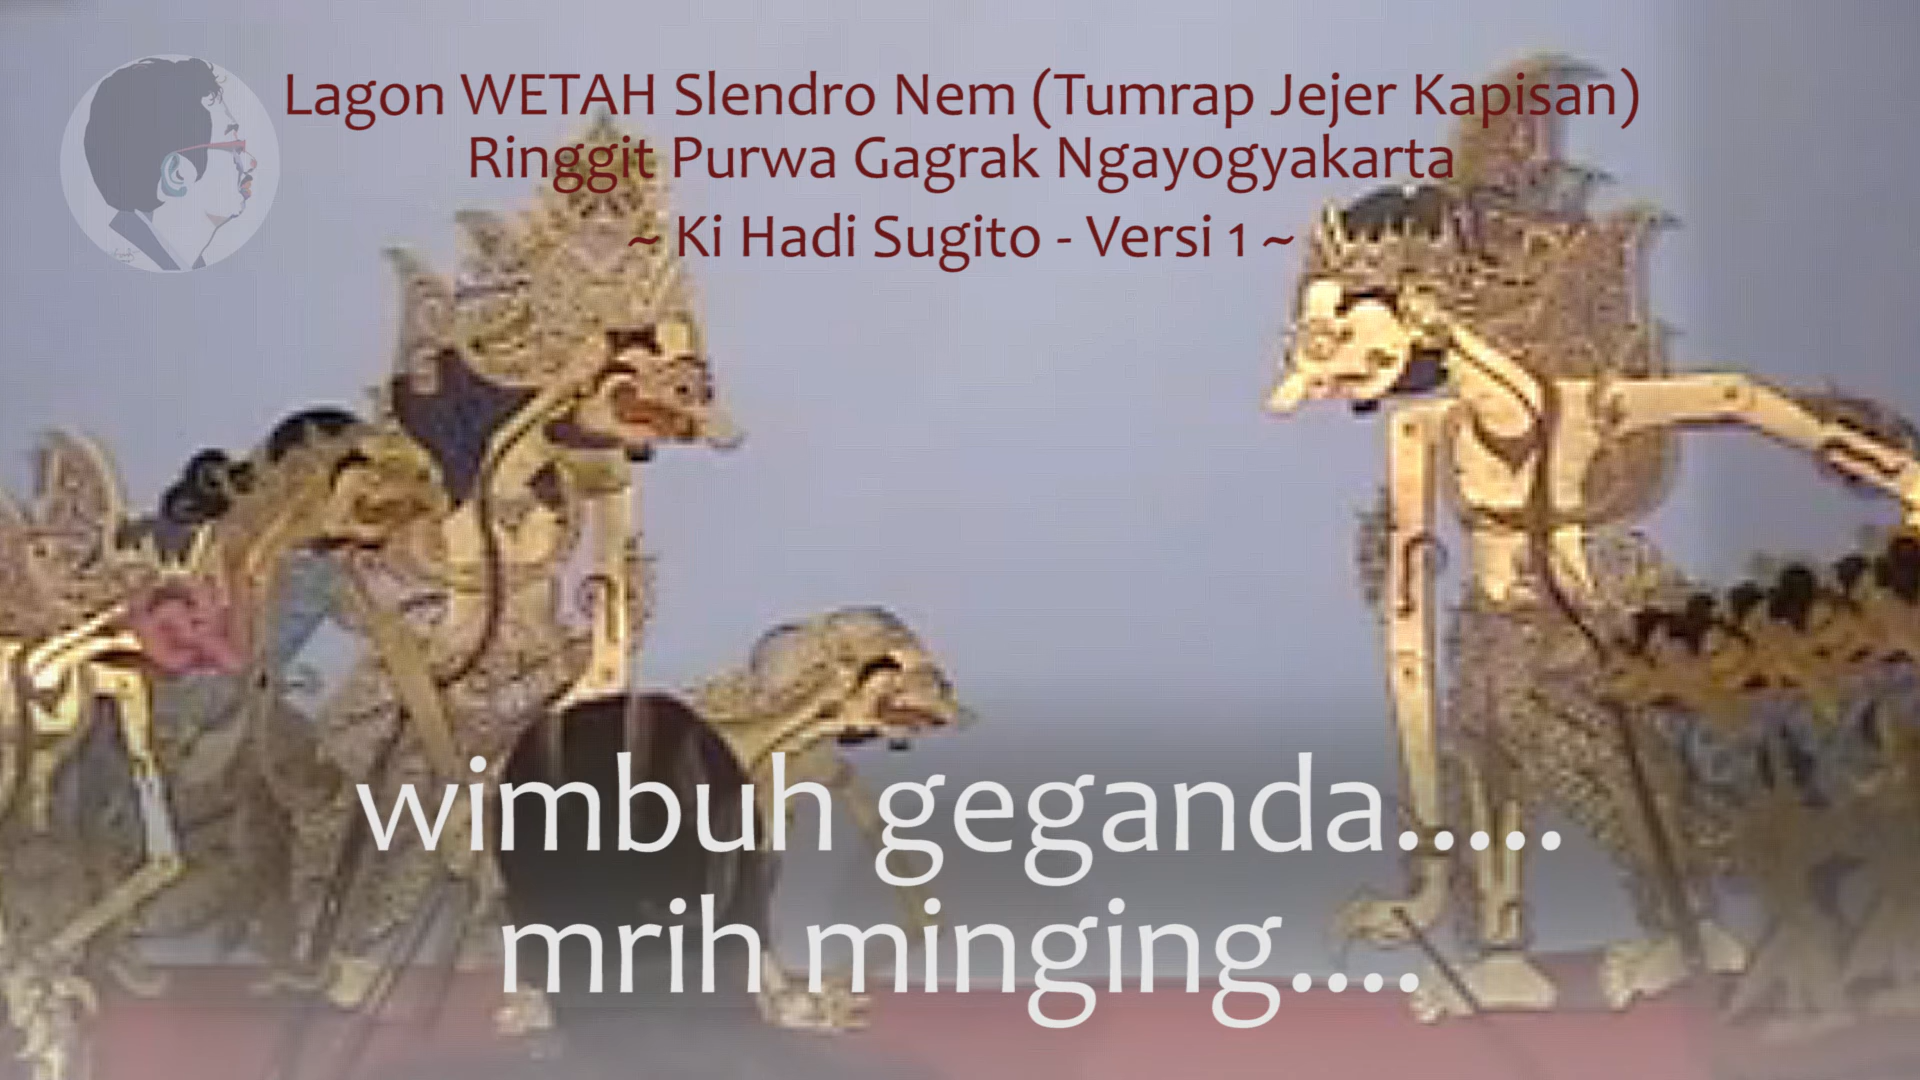 Lagon WETAH Slendro Nem (Tumrap Jejer Kapisan)
Ringgit Purwa Gagrak Ngayogyakarta
~ Ki Hadi Sugito - Versi 1 ~
wimbuh geganda.....
mrih minging....